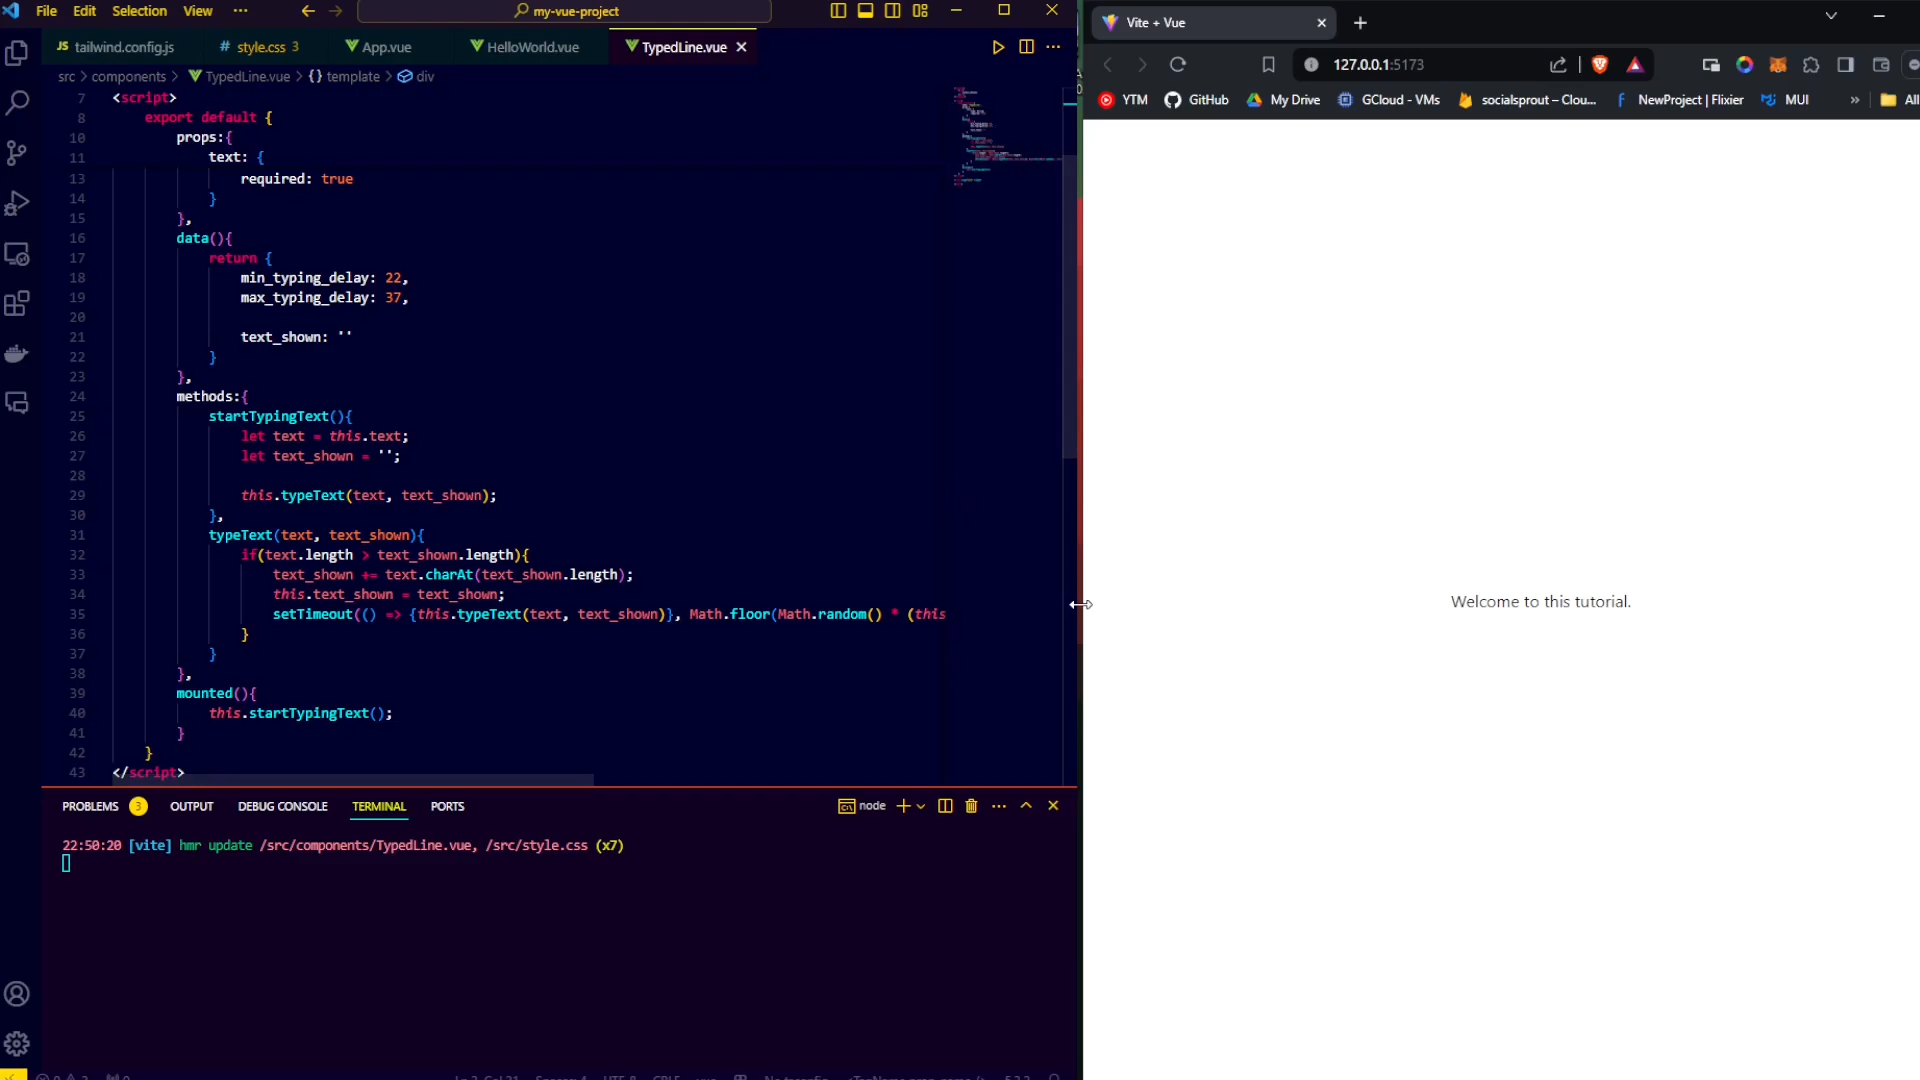 File Edit Selection View ··· my-vue-project
JS tailwind.config.js # style.css 3 App.vue HelloWorld.vue TypedLine.vue
src > components > TypedLine.vue > {} template > div
7 <script>
8 export default {
10 props:{
11 text: {
13 required: true
14 }
15 },
16 data(){
17 return {
18 min_typing_delay: 22,
19 max_typing_delay: 37,
20
21 text_shown: ''
22 }
23 },
24 methods:{
25 startTypingText(){
26 let text = this.text;
27 let text_shown = '';
28
29 this.typeText(text, text_shown);
30 },
31 typeText(text, text_shown){
32 if(text.length > text_shown.length){
33 text_shown += text.charAt(text_shown.length);
34 this.text_shown = text_shown;
35 setTimeout(() => {this.typeText(text, text_shown)}, Math.floor(Math.random() * (this
36 }
37 }
38 },
39 mounted(){
40 this.startTypingText();
41 }
42 }
43 </script>
PROBLEMS 3 OUTPUT DEBUG CONSOLE TERMINAL PORTS node
22:50:20 [vite] hmr update /src/components/TypedLine.vue, /src/style.css (x7)
Vite + Vue
127.0.0.1:5173
YTM GitHub My Drive GCloud - VMs socialsprout – Clou... NewProject | Flixier MUI » All
Welcome to this tutorial.